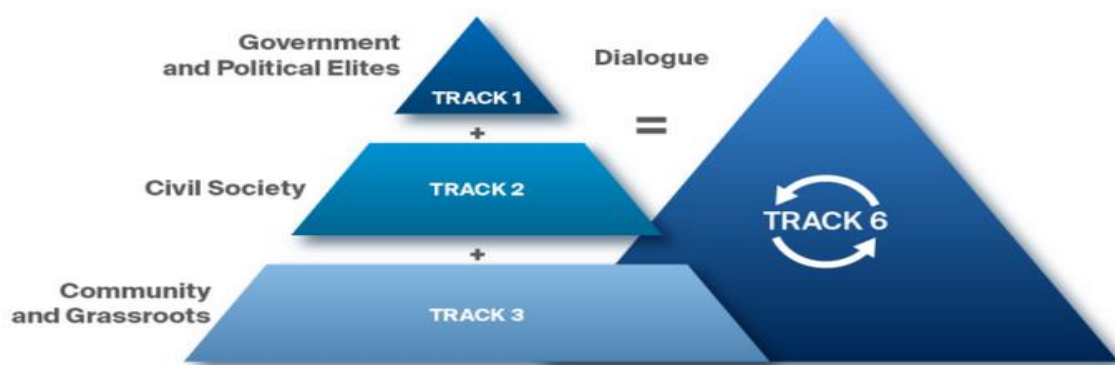 Government
and Political Elites
Dialogue
TRACK 1
+
=
Civil Society
TRACK 2
TRACK 6
+
Community
and Grassroots
TRACK 3